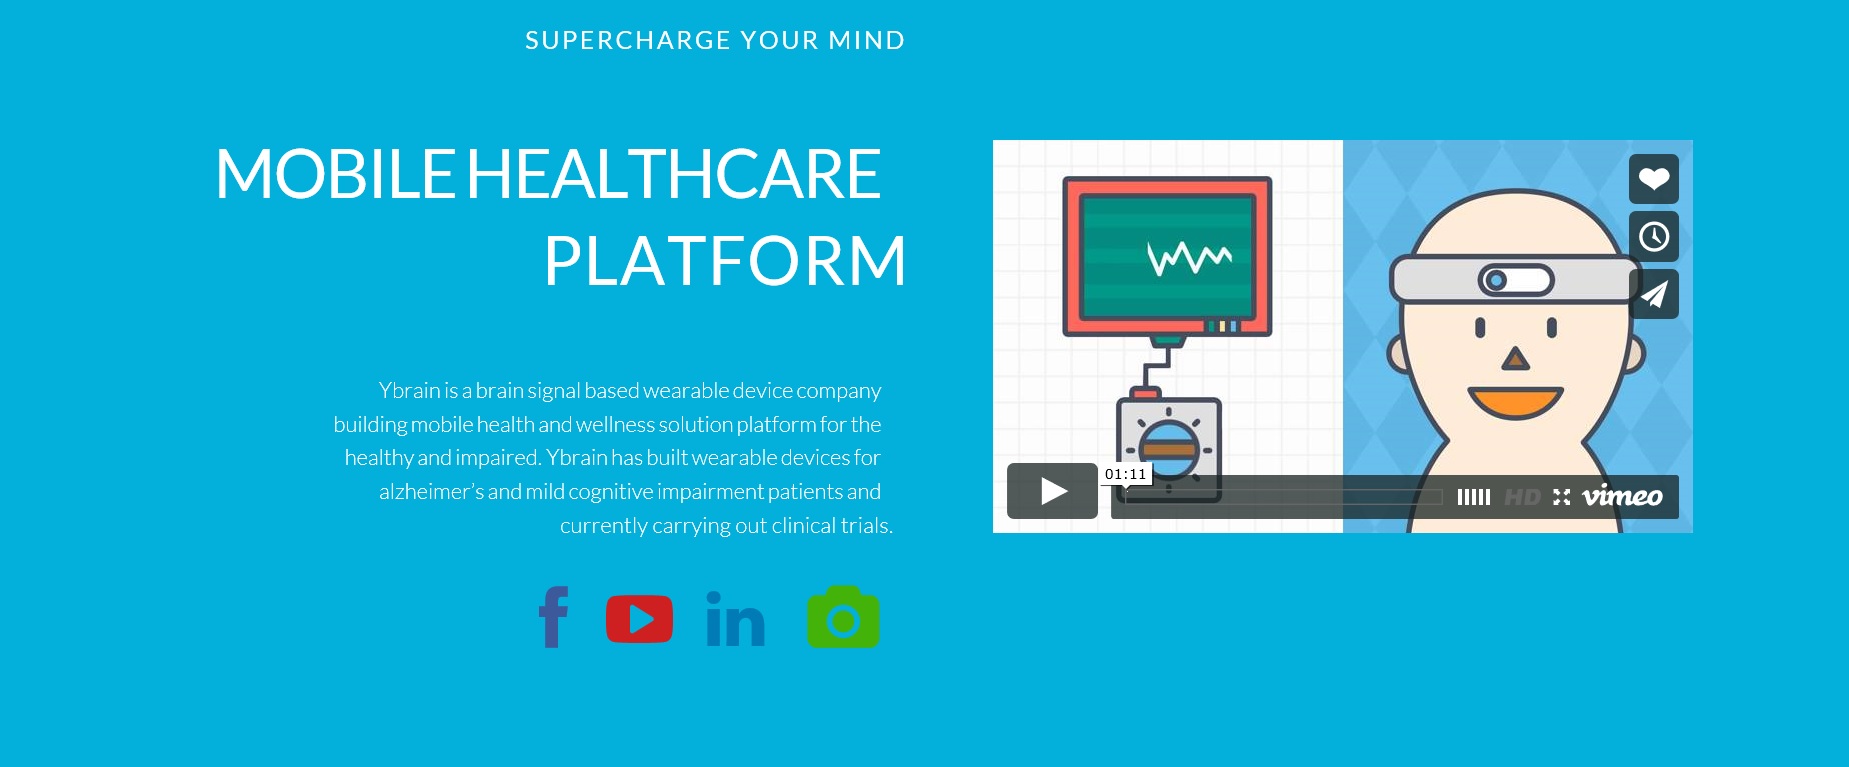 SUPERCHARGE YOUR MIND
MOBILE HEALTHCARE
PLATFORM
Ybrain is a brain signal based wearable device company
building mobile health and wellness solution platform for the
healthy and impaired. Ybrain has built wearable devices for
alzheimer’s and mild cognitive impairment patients and
currently carrying out clinical trials.
f
in
01:11
HD
vimeo